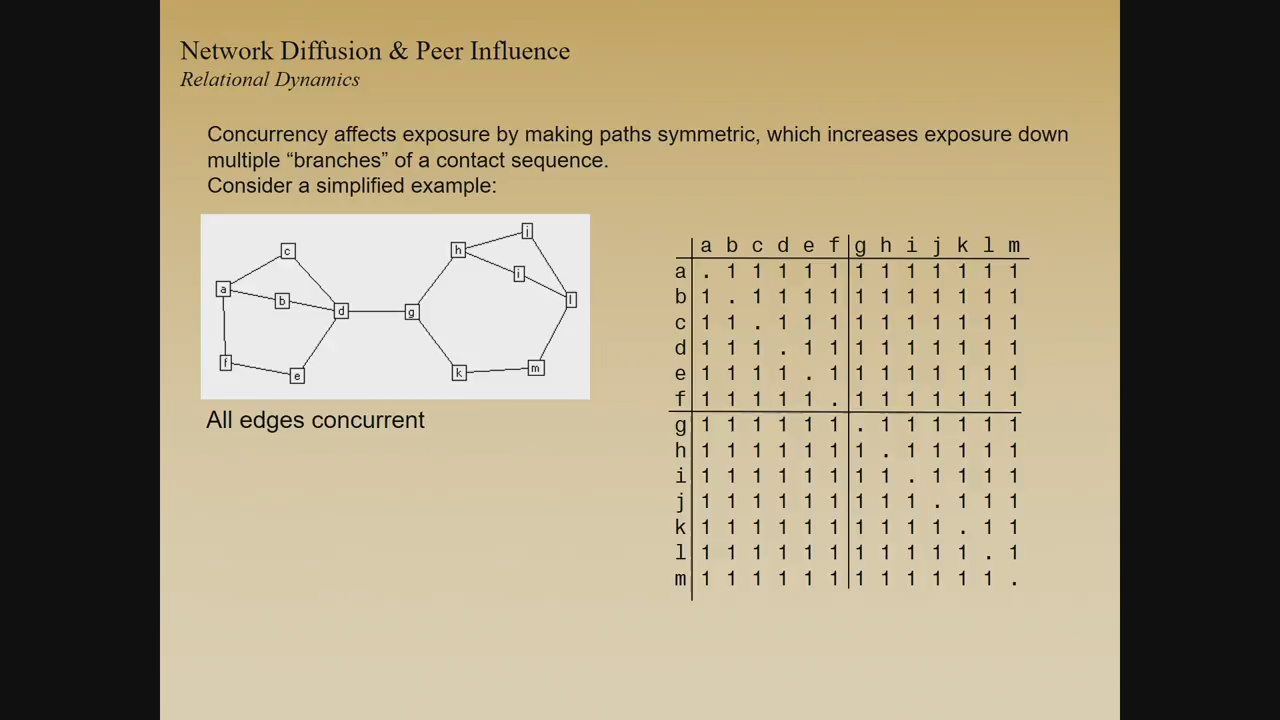 Network Diffusion & Peer Influence
Relational Dynamics
Concurrency affects exposure by making paths symmetric, which increases exposure down
multiple “branches” of a contact sequence.
Consider a simplified example:
j
h
c
i
a
b
l
d
g
f
m
k
e
All edges concurrent
a b c d e f g h i j k l m
a . 1 1 1 1 1 1 1 1 1 1 1 1
b 1 . 1 1 1 1 1 1 1 1 1 1 1
c 1 1 . 1 1 1 1 1 1 1 1 1 1
d 1 1 1 . 1 1 1 1 1 1 1 1 1
e 1 1 1 1 . 1 1 1 1 1 1 1 1
f 1 1 1 1 1 . 1 1 1 1 1 1 1
g 1 1 1 1 1 1 . 1 1 1 1 1 1
h 1 1 1 1 1 1 1 . 1 1 1 1 1
i 1 1 1 1 1 1 1 1 . 1 1 1 1
j 1 1 1 1 1 1 1 1 1 . 1 1 1
k 1 1 1 1 1 1 1 1 1 1 . 1 1
l 1 1 1 1 1 1 1 1 1 1 1 . 1
m 1 1 1 1 1 1 1 1 1 1 1 1 .